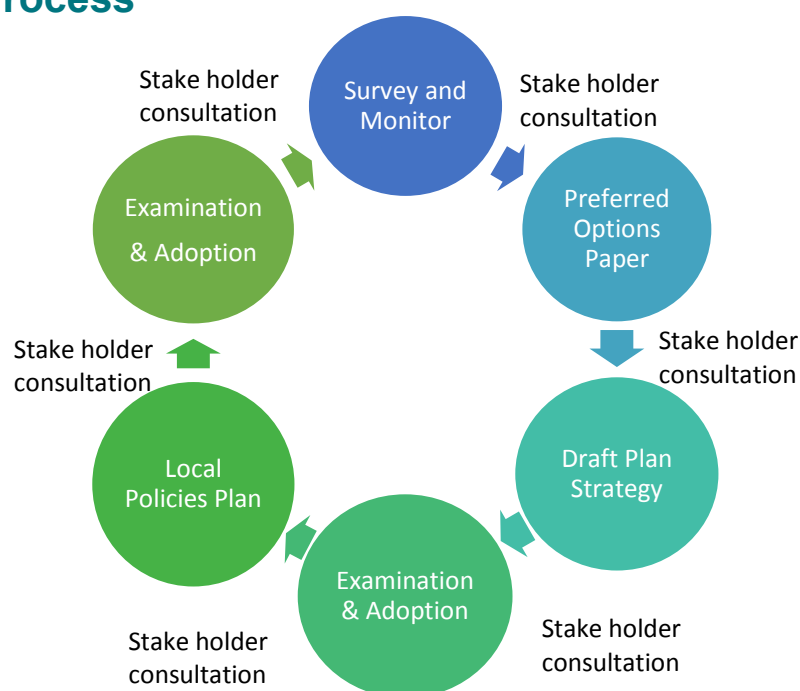 Stake holder
consultation
Survey and
Monitor
Stake holder
consultation
Preferred
Options
Paper
Stake holder
consultation
Draft Plan
Strategy
Stake holder
consultation
Examination
& Adoption
Stake holder
consultation
Local
Policies Plan
Stake holder
consultation
Examination
& Adoption